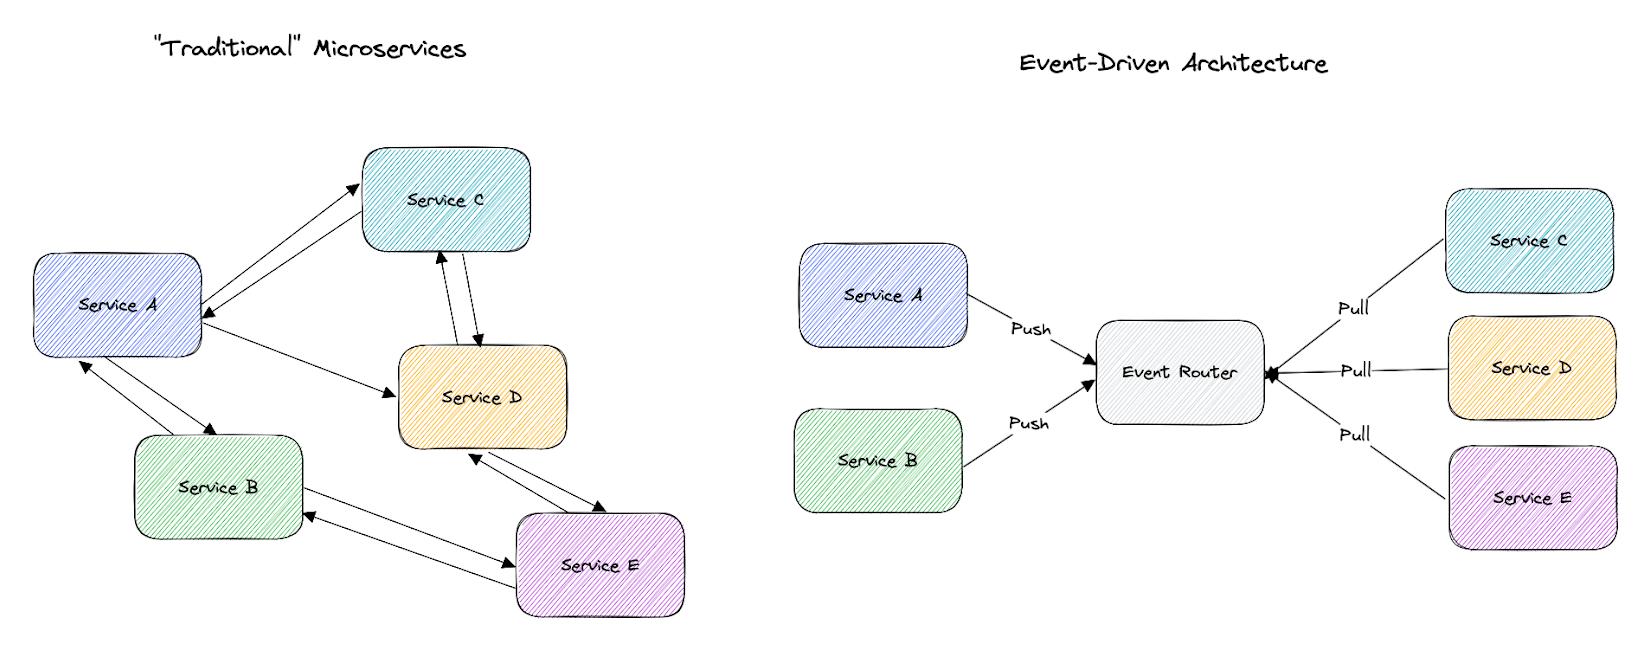 "Traditional" Microservices
Service C
Service A
Service D
Service B
Service E
Event-Driven Architecture
Service A
Push
Event Router
Push
Service B
Service C
Pull
Pull
Service D
Pull
Service E